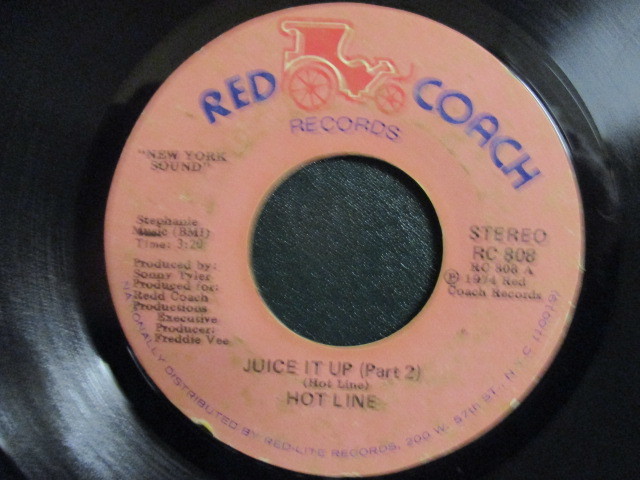 RED COACH
RECORDS
"NEW YORK
SOUND"
Stephanie
Music (BMI)
Time: 3:20
Produced by:
Sonny Tyler
Produced for:
Redd Coach
Productions
Executive
Producer:
Freddie Vee
STEREO
RC 808
RC 808 A
Ⓟ 1974 Red
Coach Records
JUICE IT UP (Part 2)
(Hot Line)
HOT LINE
NATIONALLY DISTRIBUTED BY RED-LITE RECORDS, 200 W. 57th ST., N.Y.C. (10019)